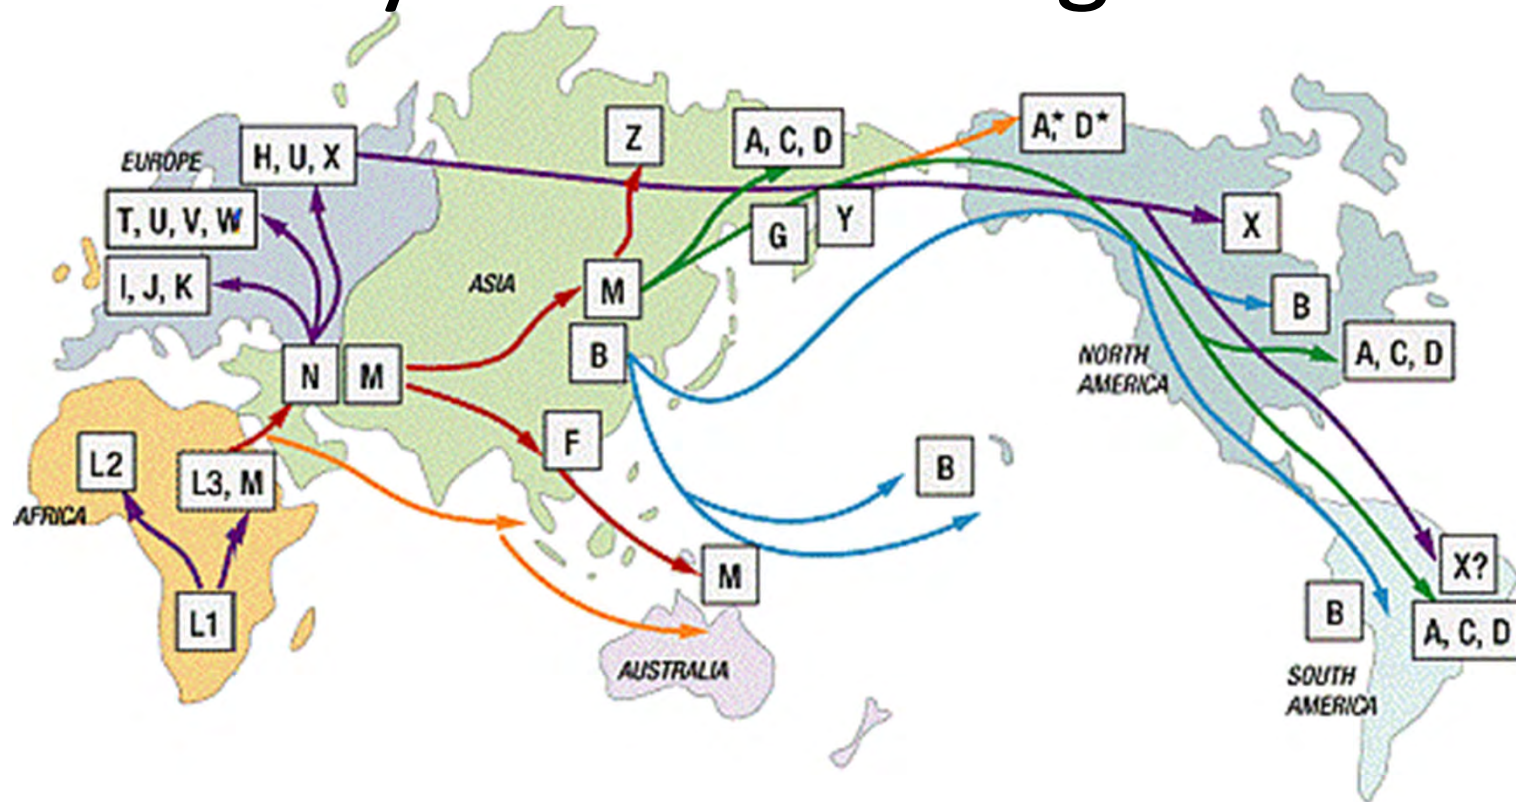 EUROPE
H, U, X
T, U, V, W
I, J, K
Z
A, C, D
A,* D*
G
Y
X
ASIA
M
B
B
A, C, D
NORTH
AMERICA
N
M
F
L2
L3, M
AFRICA
B
M
L1
X?
B
A, C, D
AUSTRALIA
SOUTH
AMERICA